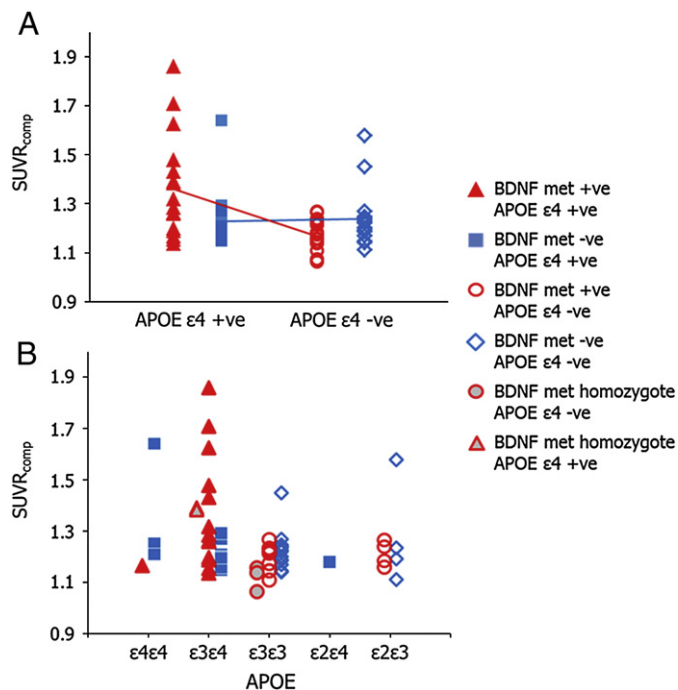 A
1.9
1.7
1.5
1.3
1.1
0.9
SUVRcomp
APOE ε4 +ve
APOE ε4 -ve
BDNF met +ve
APOE ε4 +ve
BDNF met -ve
APOE ε4 +ve
BDNF met +ve
APOE ε4 -ve
BDNF met -ve
APOE ε4 -ve
BDNF met homozygote
APOE ε4 -ve
BDNF met homozygote
APOE ε4 +ve
B
1.9
1.7
1.5
1.3
1.1
0.9
SUVRcomp
ε4ε4 ε3ε4 ε3ε3 ε2ε4 ε2ε3
APOE